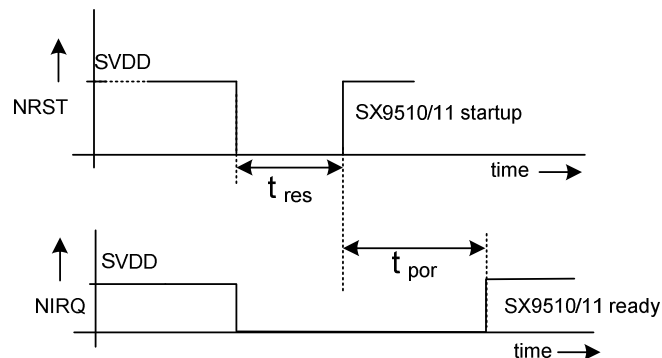 SVDD
NRST
SX9510/11 startup
time
t res
SVDD
t por
NIRQ
SX9510/11 ready
time